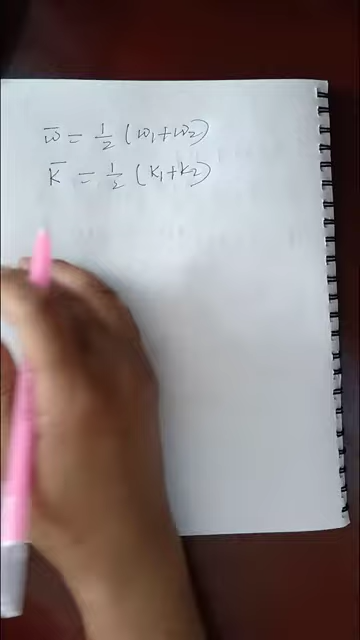 ω̄ = 1/2 (ω₁+ω₂)
K̄ = 1/2 (K₁+K₂)